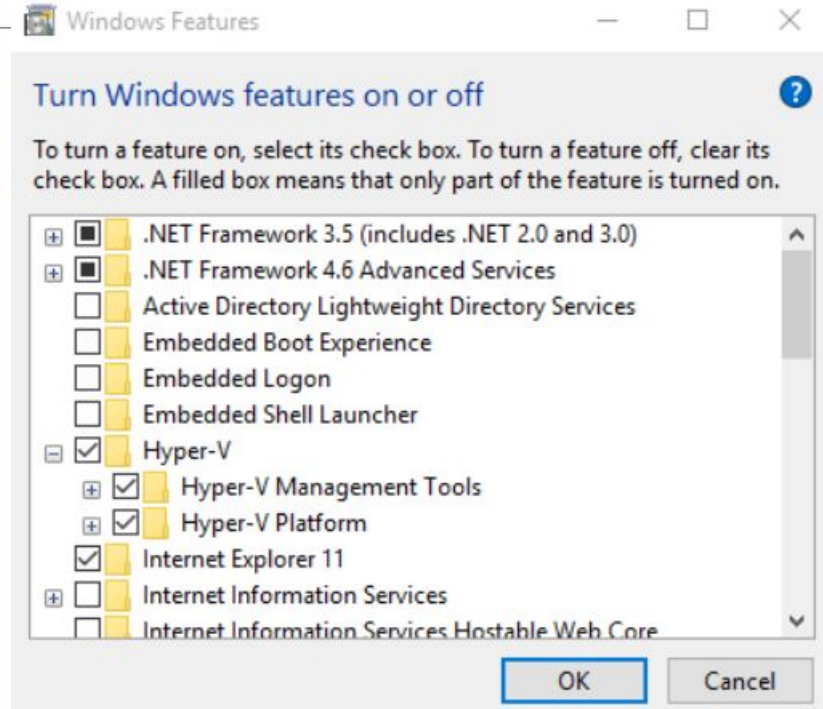 Windows Features
Turn Windows features on or off
To turn a feature on, select its check box. To turn a feature off, clear its
check box. A filled box means that only part of the feature is turned on.
.NET Framework 3.5 (includes .NET 2.0 and 3.0)
.NET Framework 4.6 Advanced Services
Active Directory Lightweight Directory Services
Embedded Boot Experience
Embedded Logon
Embedded Shell Launcher
Hyper-V
Hyper-V Management Tools
Hyper-V Platform
Internet Explorer 11
Internet Information Services
Internet Information Services Hostable Web Core
OK Cancel